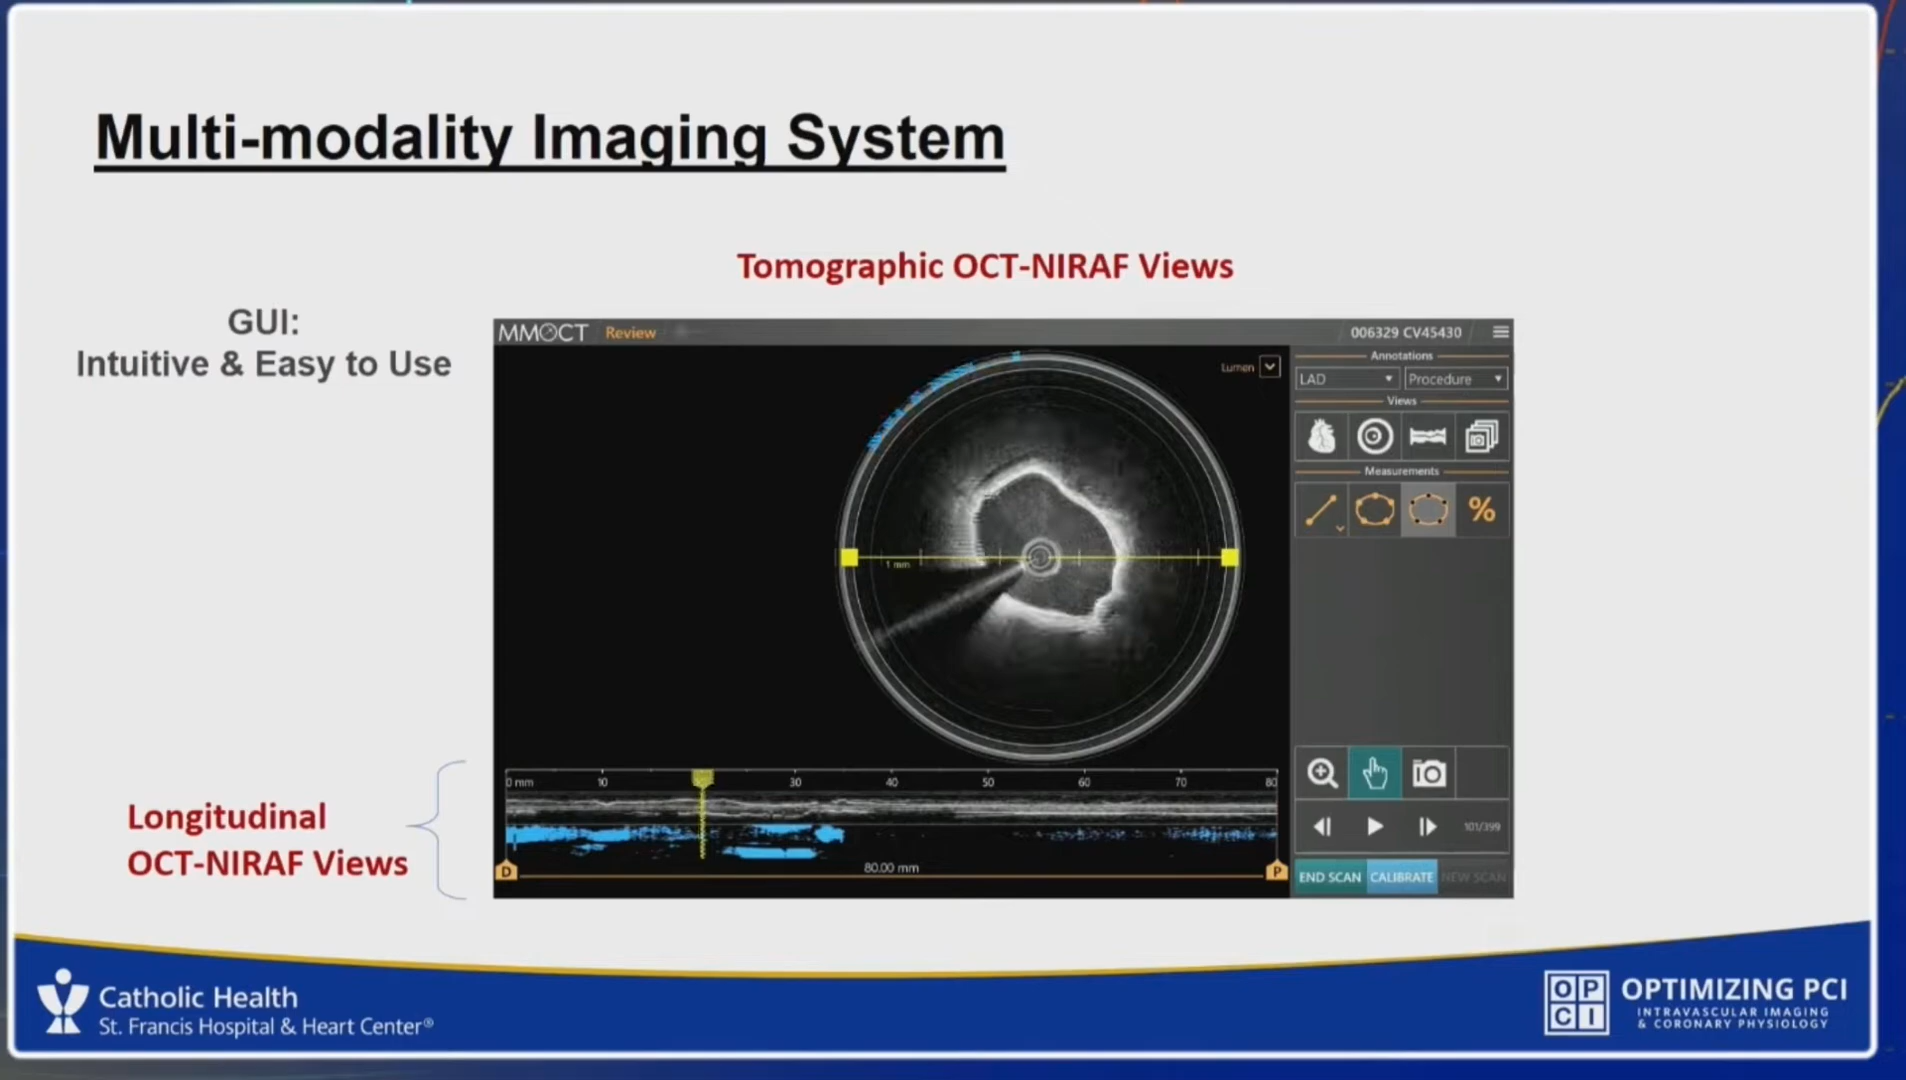 Multi-modality Imaging System
Tomographic OCT-NIRAF Views
GUI:
Intuitive & Easy to Use
MMOCT Review 006329 CV45430
Annotations
Lumen
LAD Procedure
Views
Measurements
%
1 mm
0 mm 10 30 40 50 60 70 80
101/399
80.00 mm
D P
END SCAN CALIBRATE NEW SCAN
Longitudinal
OCT-NIRAF Views
Catholic Health
St. Francis Hospital & Heart Center®
OP
CI
OPTIMIZING PCI
INTRAVASCULAR IMAGING
& CORONARY PHYSIOLOGY